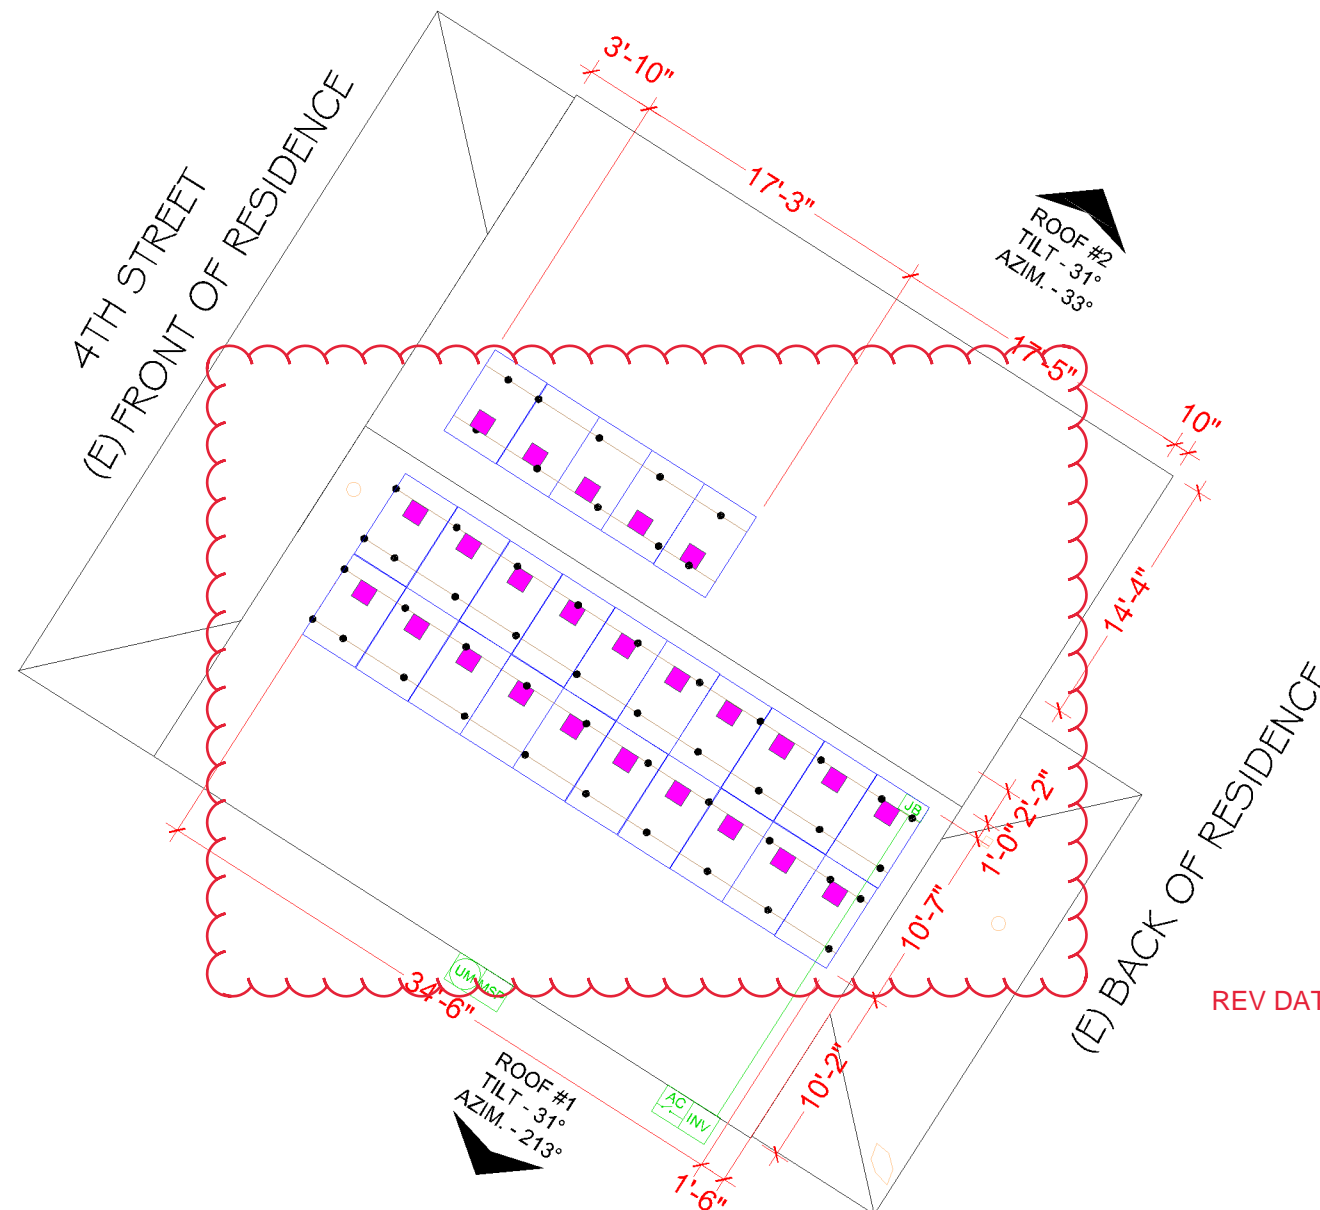 3'-10"
17'-3"
ROOF #2
TILT - 31°
AZIM. - 33°
4TH STREET
(E) FRONT OF RESIDENCE
17'-5"
10"
14'-4"
2'-2"
1'-0"
JB
10'-7"
(E) BACK OF RESIDENCE
UM MSP
34'-6"
REV DAT
10'-2"
ROOF #1
TILT - 31°
AZIM. - 213°
AC
INV
1'-6"